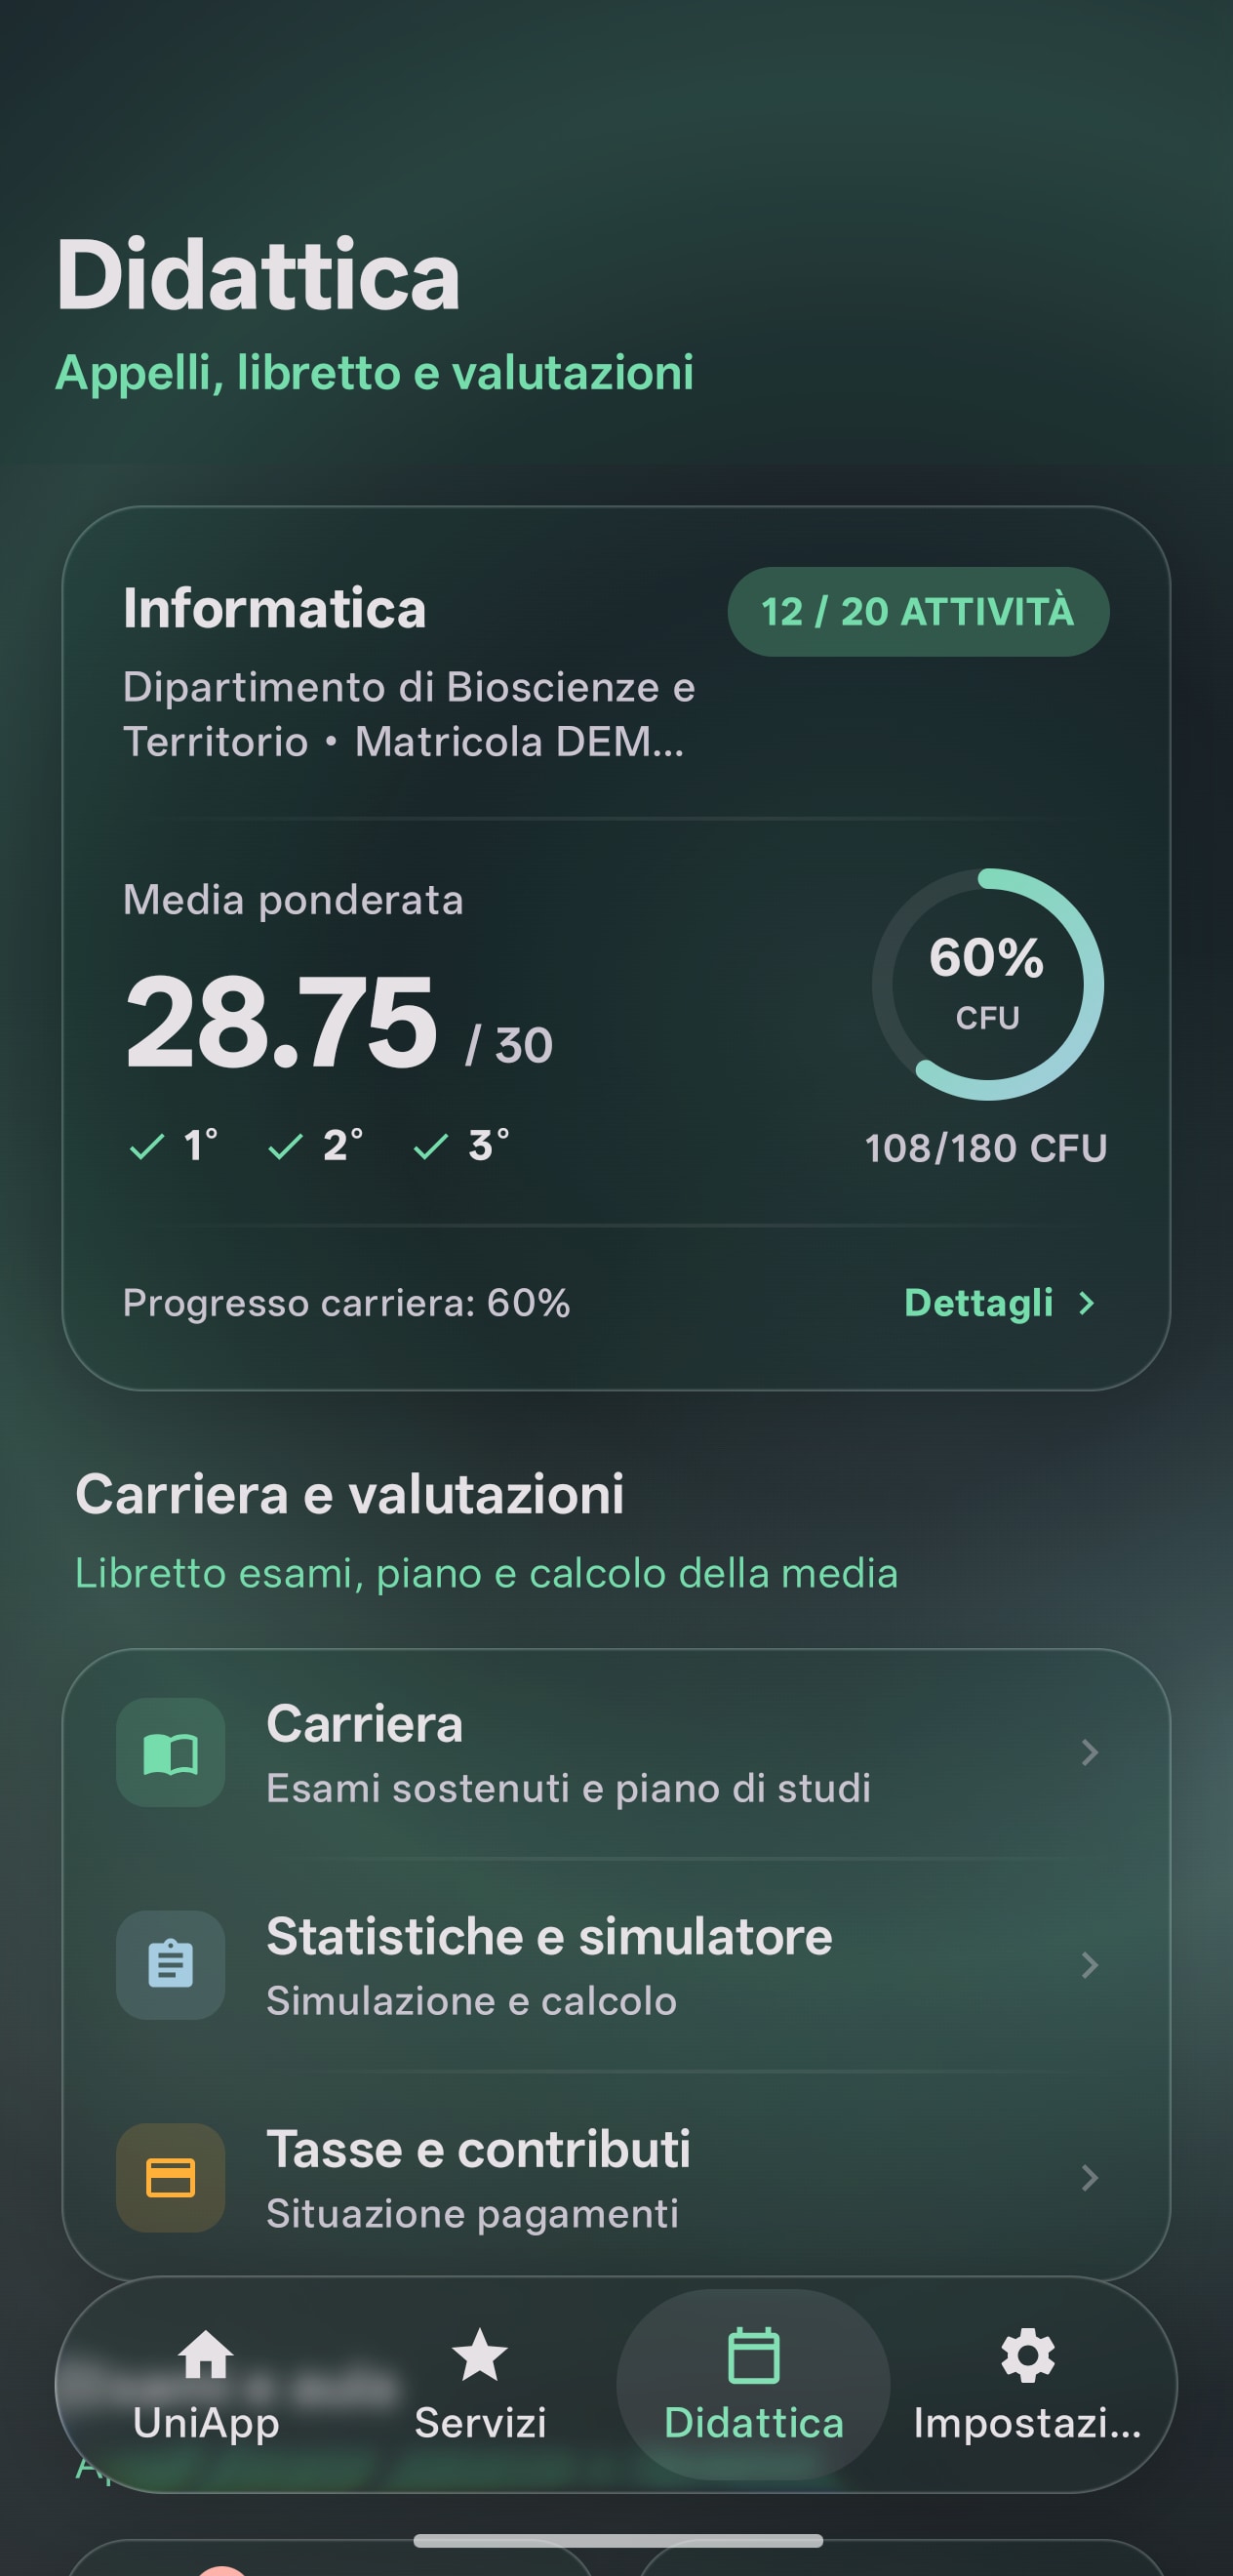 Didattica
Appelli, libretto e valutazioni
Informatica
12 / 20 ATTIVITÀ
Dipartimento di Bioscienze e
Territorio • Matricola DEM...
Media ponderata
28.75 / 30
60%
CFU
1° 2° 3°
108/180 CFU
Progresso carriera: 60%
Dettagli
Carriera e valutazioni
Libretto esami, piano e calcolo della media
Carriera
Esami sostenuti e piano di studi
Statistiche e simulatore
Simulazione e calcolo
Tasse e contributi
Situazione pagamenti
UniApp
Servizi
Didattica
Impostazi...